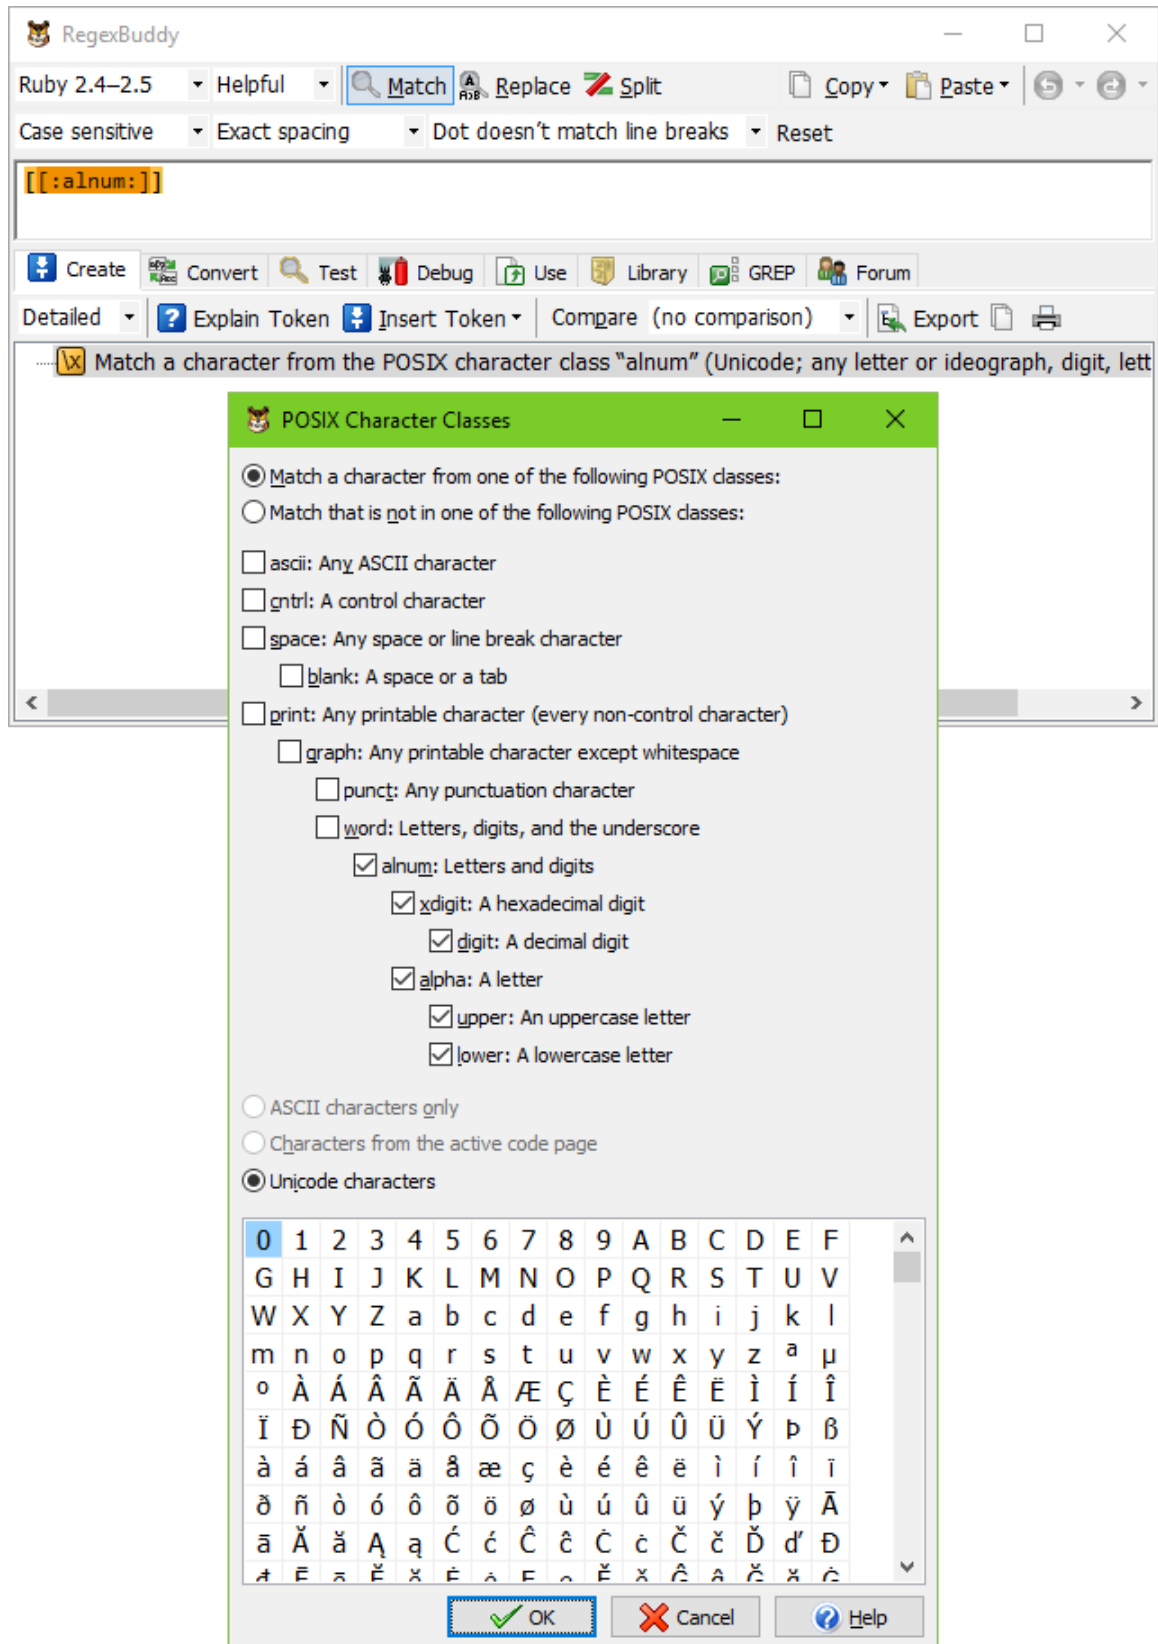 RegexBuddy
Ruby 2.4–2.5 Helpful Match Replace Split Copy Paste
Case sensitive Exact spacing Dot doesn't match line breaks Reset
[[:alnum:]]
Create Convert Test Debug Use Library GREP Forum
Detailed Explain Token Insert Token Compare (no comparison) Export
\x Match a character from the POSIX character class “alnum” (Unicode; any letter or ideograph, digit, lett
POSIX Character Classes
Match a character from one of the following POSIX classes:
Match that is not in one of the following POSIX classes:
ascii: Any ASCII character
cntrl: A control character
space: Any space or line break character
blank: A space or a tab
print: Any printable character (every non-control character)
graph: Any printable character except whitespace
punct: Any punctuation character
word: Letters, digits, and the underscore
alnum: Letters and digits
xdigit: A hexadecimal digit
digit: A decimal digit
alpha: A letter
upper: An uppercase letter
lower: A lowercase letter
ASCII characters only
Characters from the active code page
Unicode characters
0 1 2 3 4 5 6 7 8 9 A B C D E F
G H I J K L M N O P Q R S T U V
W X Y Z a b c d e f g h i j k l
m n o p q r s t u v w x y z ª µ
º À Á Â Ã Ä Å Æ Ç È É Ê Ë Ì Í Î
Ï Ð Ñ Ò Ó Ô Õ Ö Ø Ù Ú Û Ü Ý Þ ß
à á â ã ä å æ ç è é ê ë ì í î ï
ð ñ ò ó ô õ ö ø ù ú û ü ý þ ÿ Ā
ā Ă ă Ą ą Ć ć Ĉ ĉ Ċ ċ Č č Ď ď Đ
OK Cancel Help